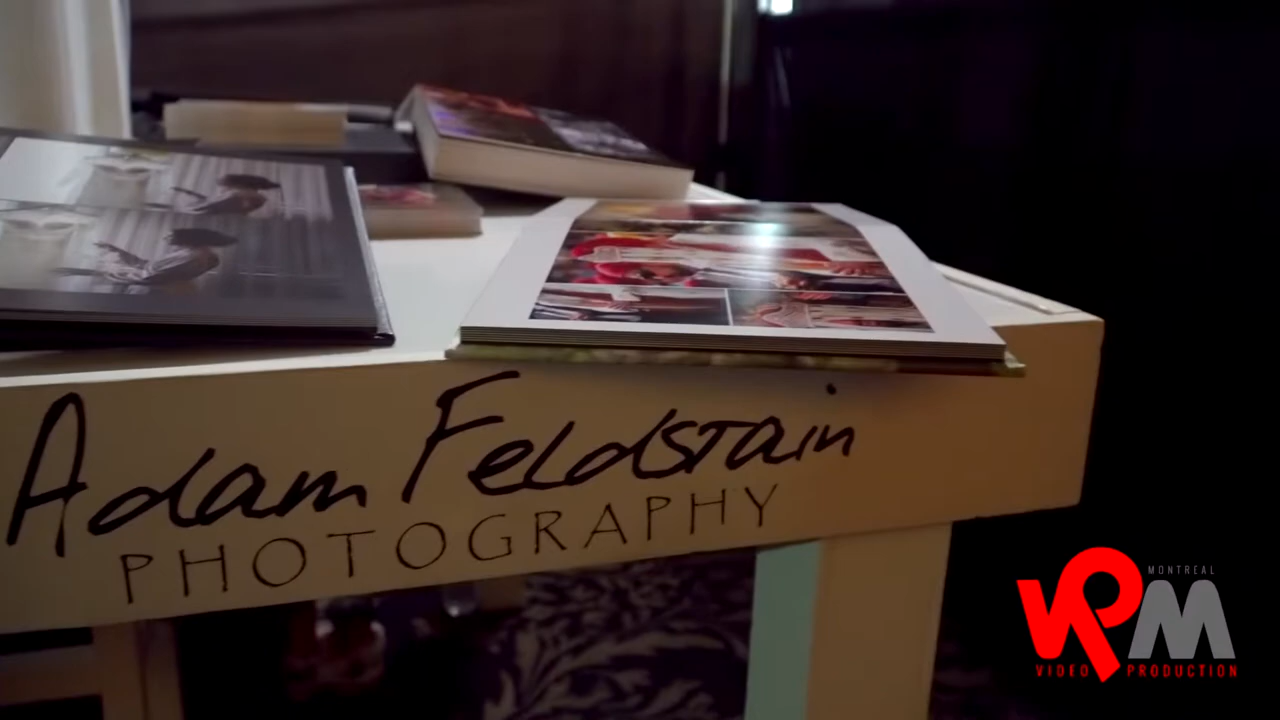 Adam Feldstain
PHOTOGRAPHY
MONTREAL
VPM
VIDEO PRODUCTION